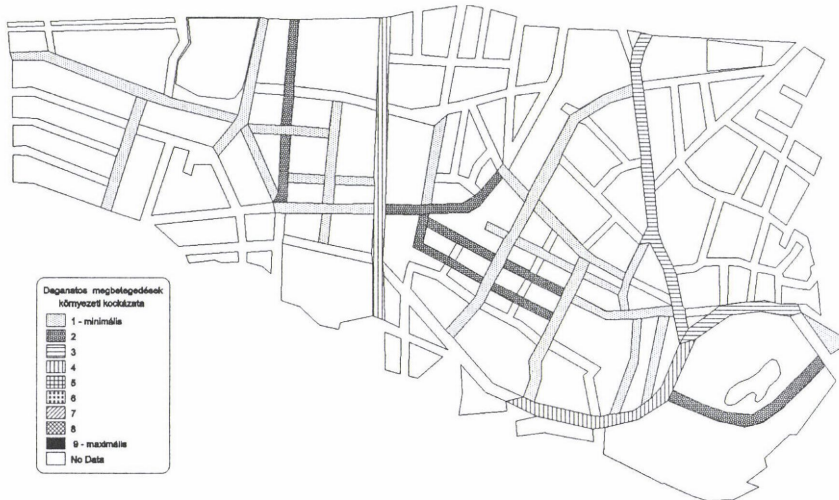 Daganatos megbetegedések
környezeti kockázata
1 - minimális
2
3
4
5
6
7
8
9 - maximális
No Data